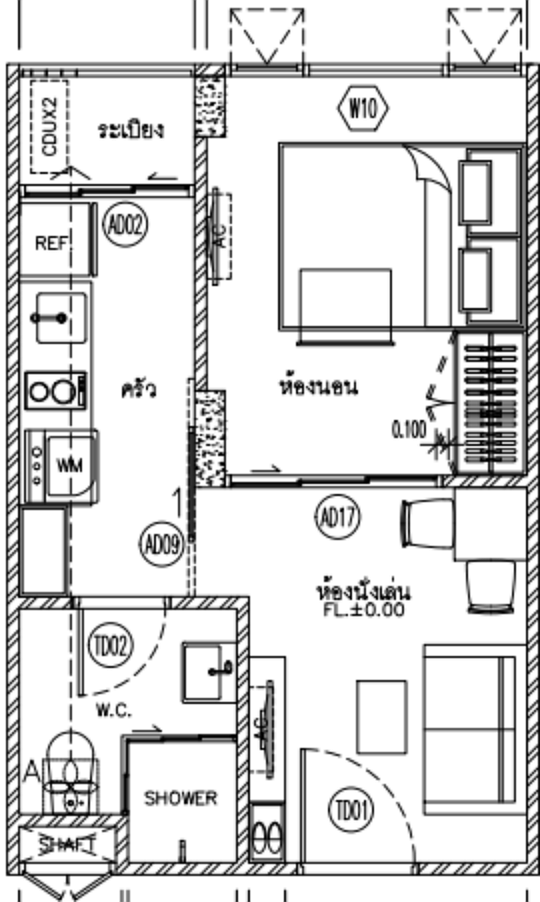 CDUX2
ระเบียง
W10
AD02
AC
REF.
ครัว
ห้องนอน
0.100
WM
AD17
AD09
ห้องนั่งเล่น
FL.±0.00
TD02
W.C.
AC
A
SHOWER
TD01
SHAFT